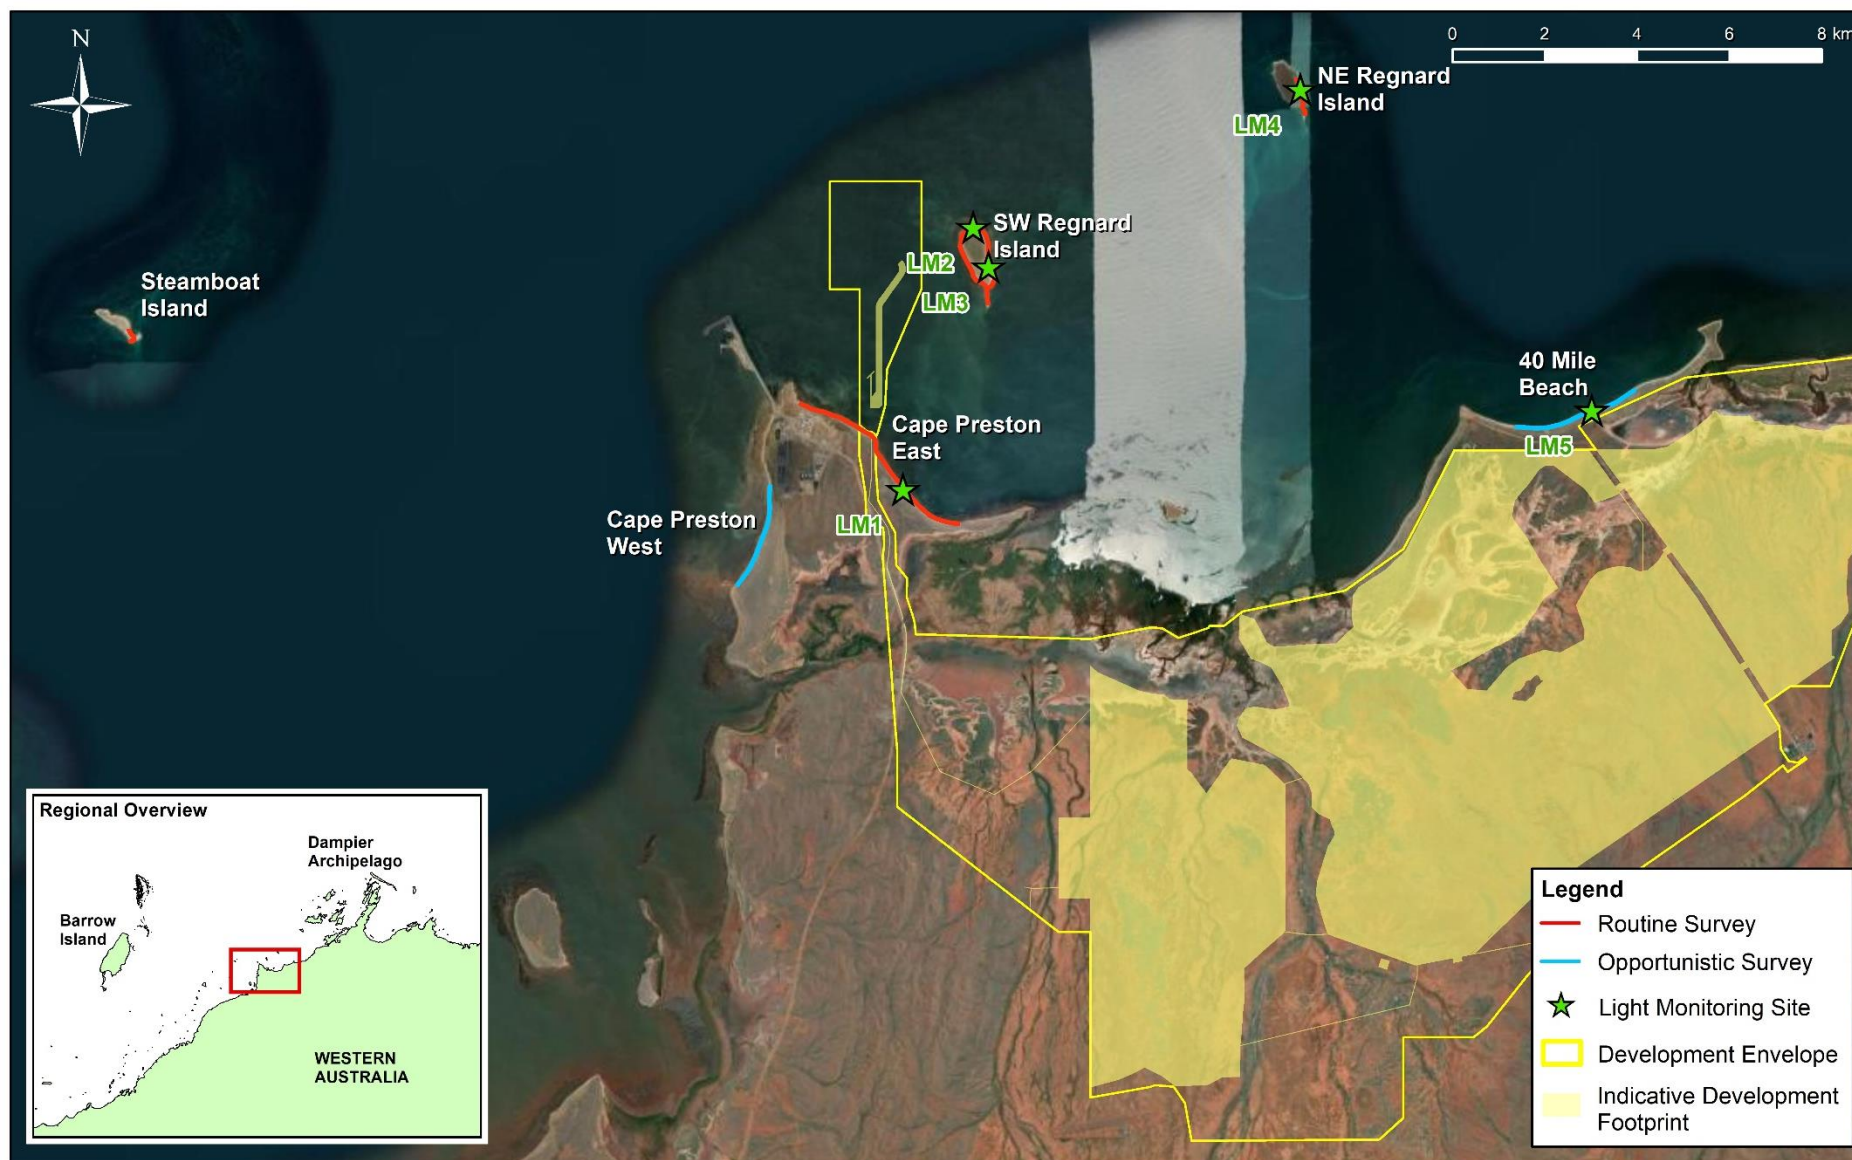 N
0 2 4 6 8 km
NE Regnard
Island
LM4
SW Regnard
Island
LM2
LM3
Steamboat
Island
40 Mile
Beach
LM5
Cape Preston
East
LM1
Cape Preston
West
Regional Overview
Dampier
Archipelago
Barrow
Island
WESTERN
AUSTRALIA
Legend
Routine Survey
Opportunistic Survey
Light Monitoring Site
Development Envelope
Indicative Development
Footprint